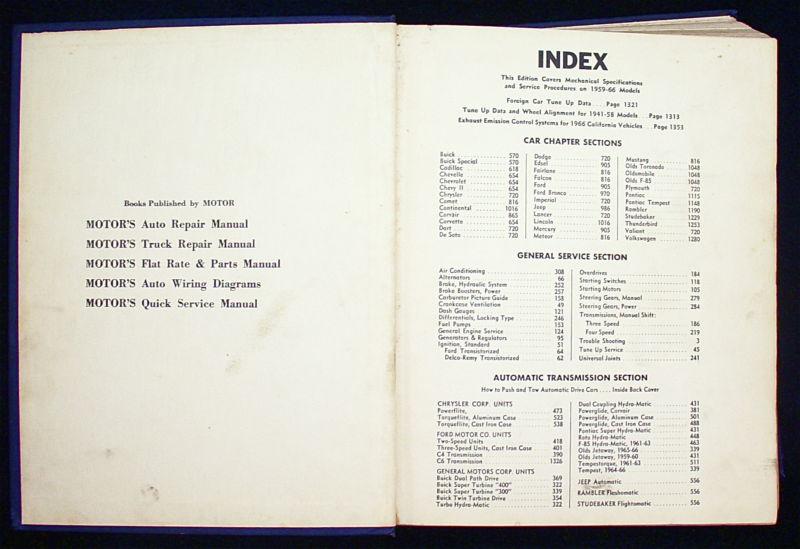 Books Published by MOTOR
MOTOR'S Auto Repair Manual
MOTOR'S Truck Repair Manual
MOTOR'S Flat Rate & Parts Manual
MOTOR'S Auto Wiring Diagrams
MOTOR'S Quick Service Manual
INDEX
This Edition Covers Mechanical Specifications
and Service Procedures on 1959-66 Models
Foreign Car Tune Up Data . . . Page 1321
Tune Up Data and Wheel Alignment for 1941-58 Models . . . Page 1313
Exhaust Emission Control Systems for 1966 California Vehicles . . Page 1353
CAR CHAPTER SECTIONS
Buick 570
Buick Special 570
Cadillac 618
Chevelle 654
Chevrolet 654
Chevy II 654
Chrysler 720
Comet 816
Continental 1016
Corvair 865
Corvette 654
Dart 720
De Soto 720
Dodge 720
Edsel 905
Fairlane 816
Falcon 816
Ford 905
Ford Bronco 970
Imperial 720
Jeep 986
Lancer 720
Lincoln 1016
Mercury 905
Meteor 816
Mustang 816
Olds Toronado 1048
Oldsmobile 1048
Olds F-85 1048
Plymouth 720
Pontiac 1115
Pontiac Tempest 1148
Rambler 1190
Studebaker 1229
Thunderbird 1253
Valiant 720
Volkswagen 1280
GENERAL SERVICE SECTION
Air Conditioning 308
Alternators 66
Brake, Hydraulic System 252
Brake Boosters, Power 257
Carburetor Picture Guide 158
Crankcase Ventilation 49
Dash Gauges 121
Differentials, Locking Type 246
Fuel Pumps 153
General Engine Service 124
Generators & Regulators 95
Ignition, Standard 51
Ford Transistorized 64
Delco-Remy Transistorized 62
Overdrives 184
Starting Switches 118
Starting Motors 105
Steering Gears, Manual 279
Steering Gears, Power 284
Transmissions, Manual Shift:
Three Speed 186
Four Speed 219
Trouble Shooting 3
Tune Up Service 45
Universal Joints 241
AUTOMATIC TRANSMISSION SECTION
How to Push and Tow Automatic Drive Cars . . . . Inside Back Cover
CHRYSLER CORP. UNITS
Powerflite, 473
Torqueflite, Aluminum Case 523
Torqueflite, Cast Iron Case 538
FORD MOTOR CO. UNITS
Two-Speed Units 418
Three-Speed Units, Cast Iron Case 401
C4 Transmission 390
C6 Transmission 1326
GENERAL MOTORS CORP. UNITS
Buick Dual Path Drive 369
Buick Super Turbine "400" 322
Buick Super Turbine "300" 339
Buick Twin Turbine Drive 354
Turbo Hydra-Matic 322
Dual Coupling Hydra-Matic 431
Powerglide, Corvair 381
Powerglide, Aluminum Case 501
Powerglide, Cast Iron Case 488
Pontiac Super Hydra-Matic 431
Roto Hydra-Matic 448
F-85 Hydra-Matic, 1961-63 463
Olds Jetaway, 1965-66 339
Olds Jetaway, 1959-60 431
Tempestorque, 1961-63 511
Tempest, 1964-66 339
JEEP Automatic 556
RAMBLER Flashomatic 556
STUDEBAKER Flightomatic 556